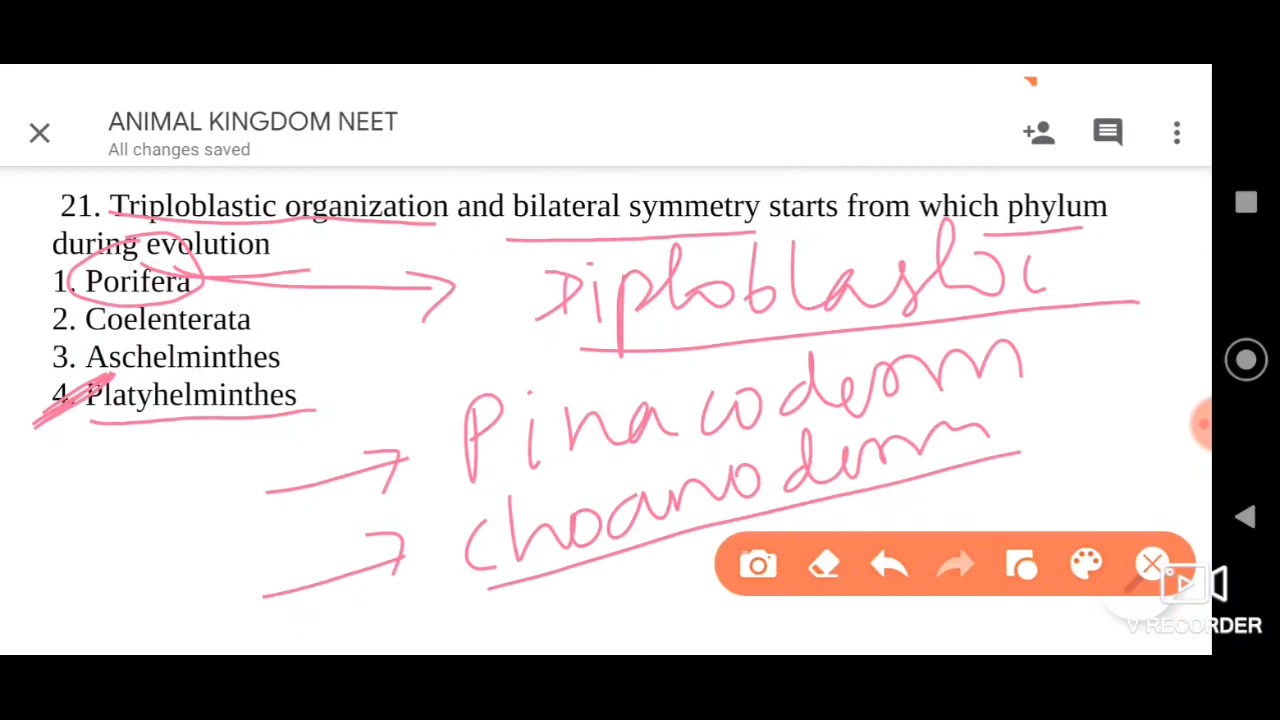 ANIMAL KINGDOM NEET
All changes saved
21. Triploblastic organization and bilateral symmetry starts from which phylum
during evolution
1. Porifera
2. Coelenterata
3. Aschelminthes
4. Platyhelminthes
Diploblastic
Pinacoderm
Choanoderm
V RECORDER